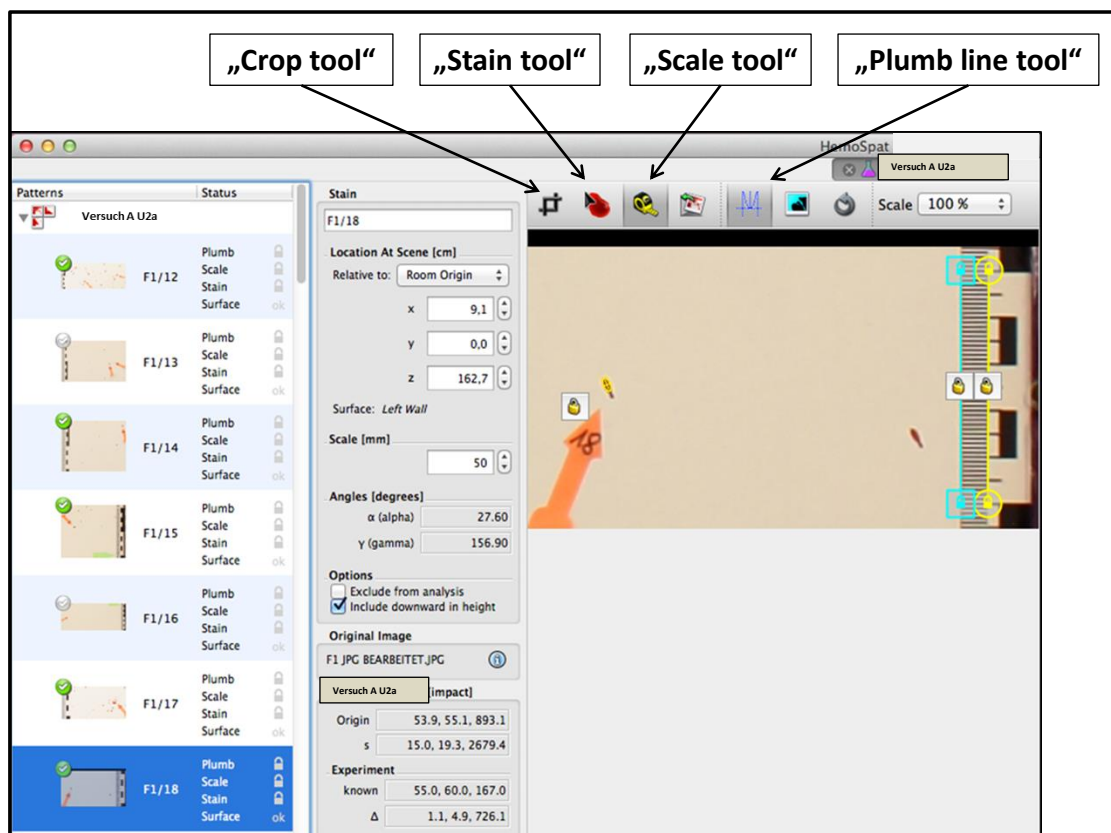 „Crop tool“ „Stain tool“ „Scale tool“ „Plumb line tool“
HemoSpat
Versuch A U2a
Patterns Status
Versuch A U2a
F1/12
Plumb
Scale
Stain
Surface ok
F1/13
Plumb
Scale
Stain
Surface ok
F1/14
Plumb
Scale
Stain
Surface ok
F1/15
Plumb
Scale
Stain
Surface ok
F1/16
Plumb
Scale
Stain
Surface ok
F1/17
Plumb
Scale
Stain
Surface ok
F1/18
Plumb
Scale
Stain
Surface ok
Stain
F1/18
Location At Scene [cm]
Relative to: Room Origin
x 9,1
y 0,0
z 162,7
Surface: Left Wall
Scale [mm]
50
Angles [degrees]
α (alpha) 27.60
γ (gamma) 156.90
Options
Exclude from analysis
Include downward in height
Original Image
F1 JPG BEARBEITET.JPG
Versuch A U2a [impact]
Origin 53.9, 55.1, 893.1
s 15.0, 19.3, 2679.4
Experiment
known 55.0, 60.0, 167.0
Δ 1.1, 4.9, 726.1
Scale 100 %
18